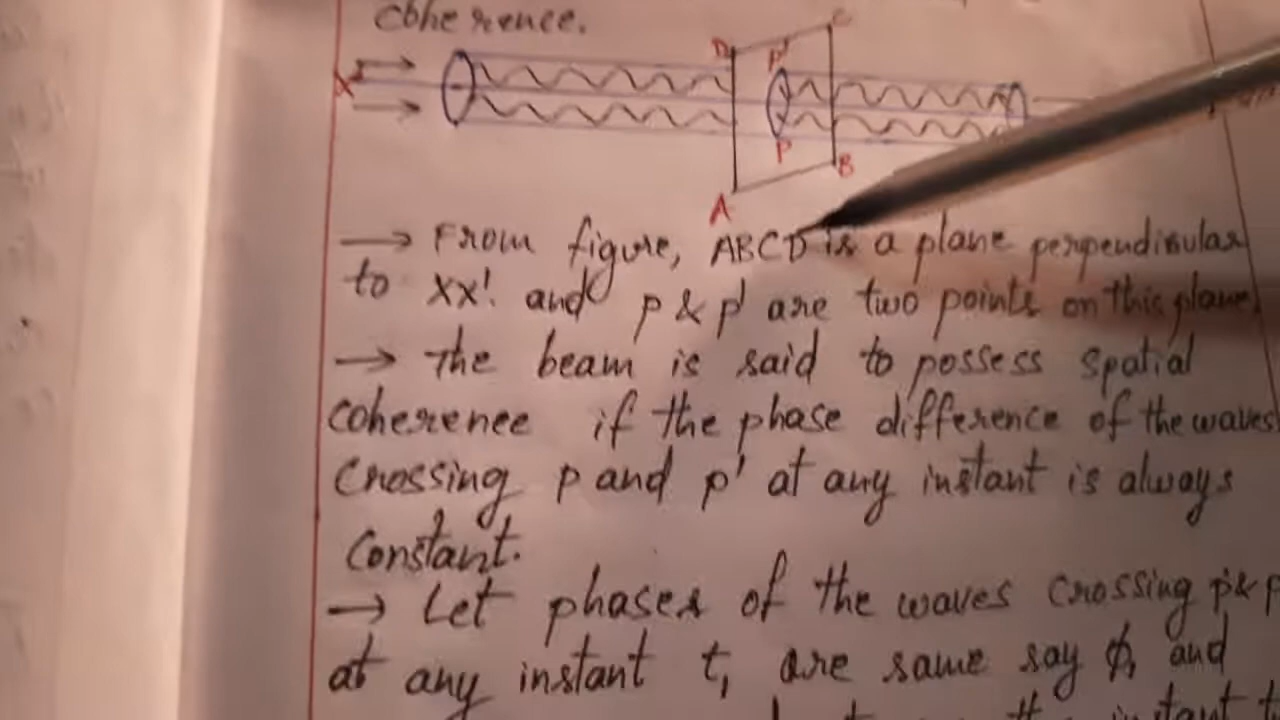 coherence.
D C
P'
X
P
B
A
→ From figure, ABCD is a plane perpendicular
to XX'. and p & p' are two points on this plane
→ The beam is said to possess spatial
coherence if the phase difference of the waves
crossing p and p' at any instant is always
constant.
→ Let phases of the waves crossing p & p
at any instant t, are same say ϕ, and